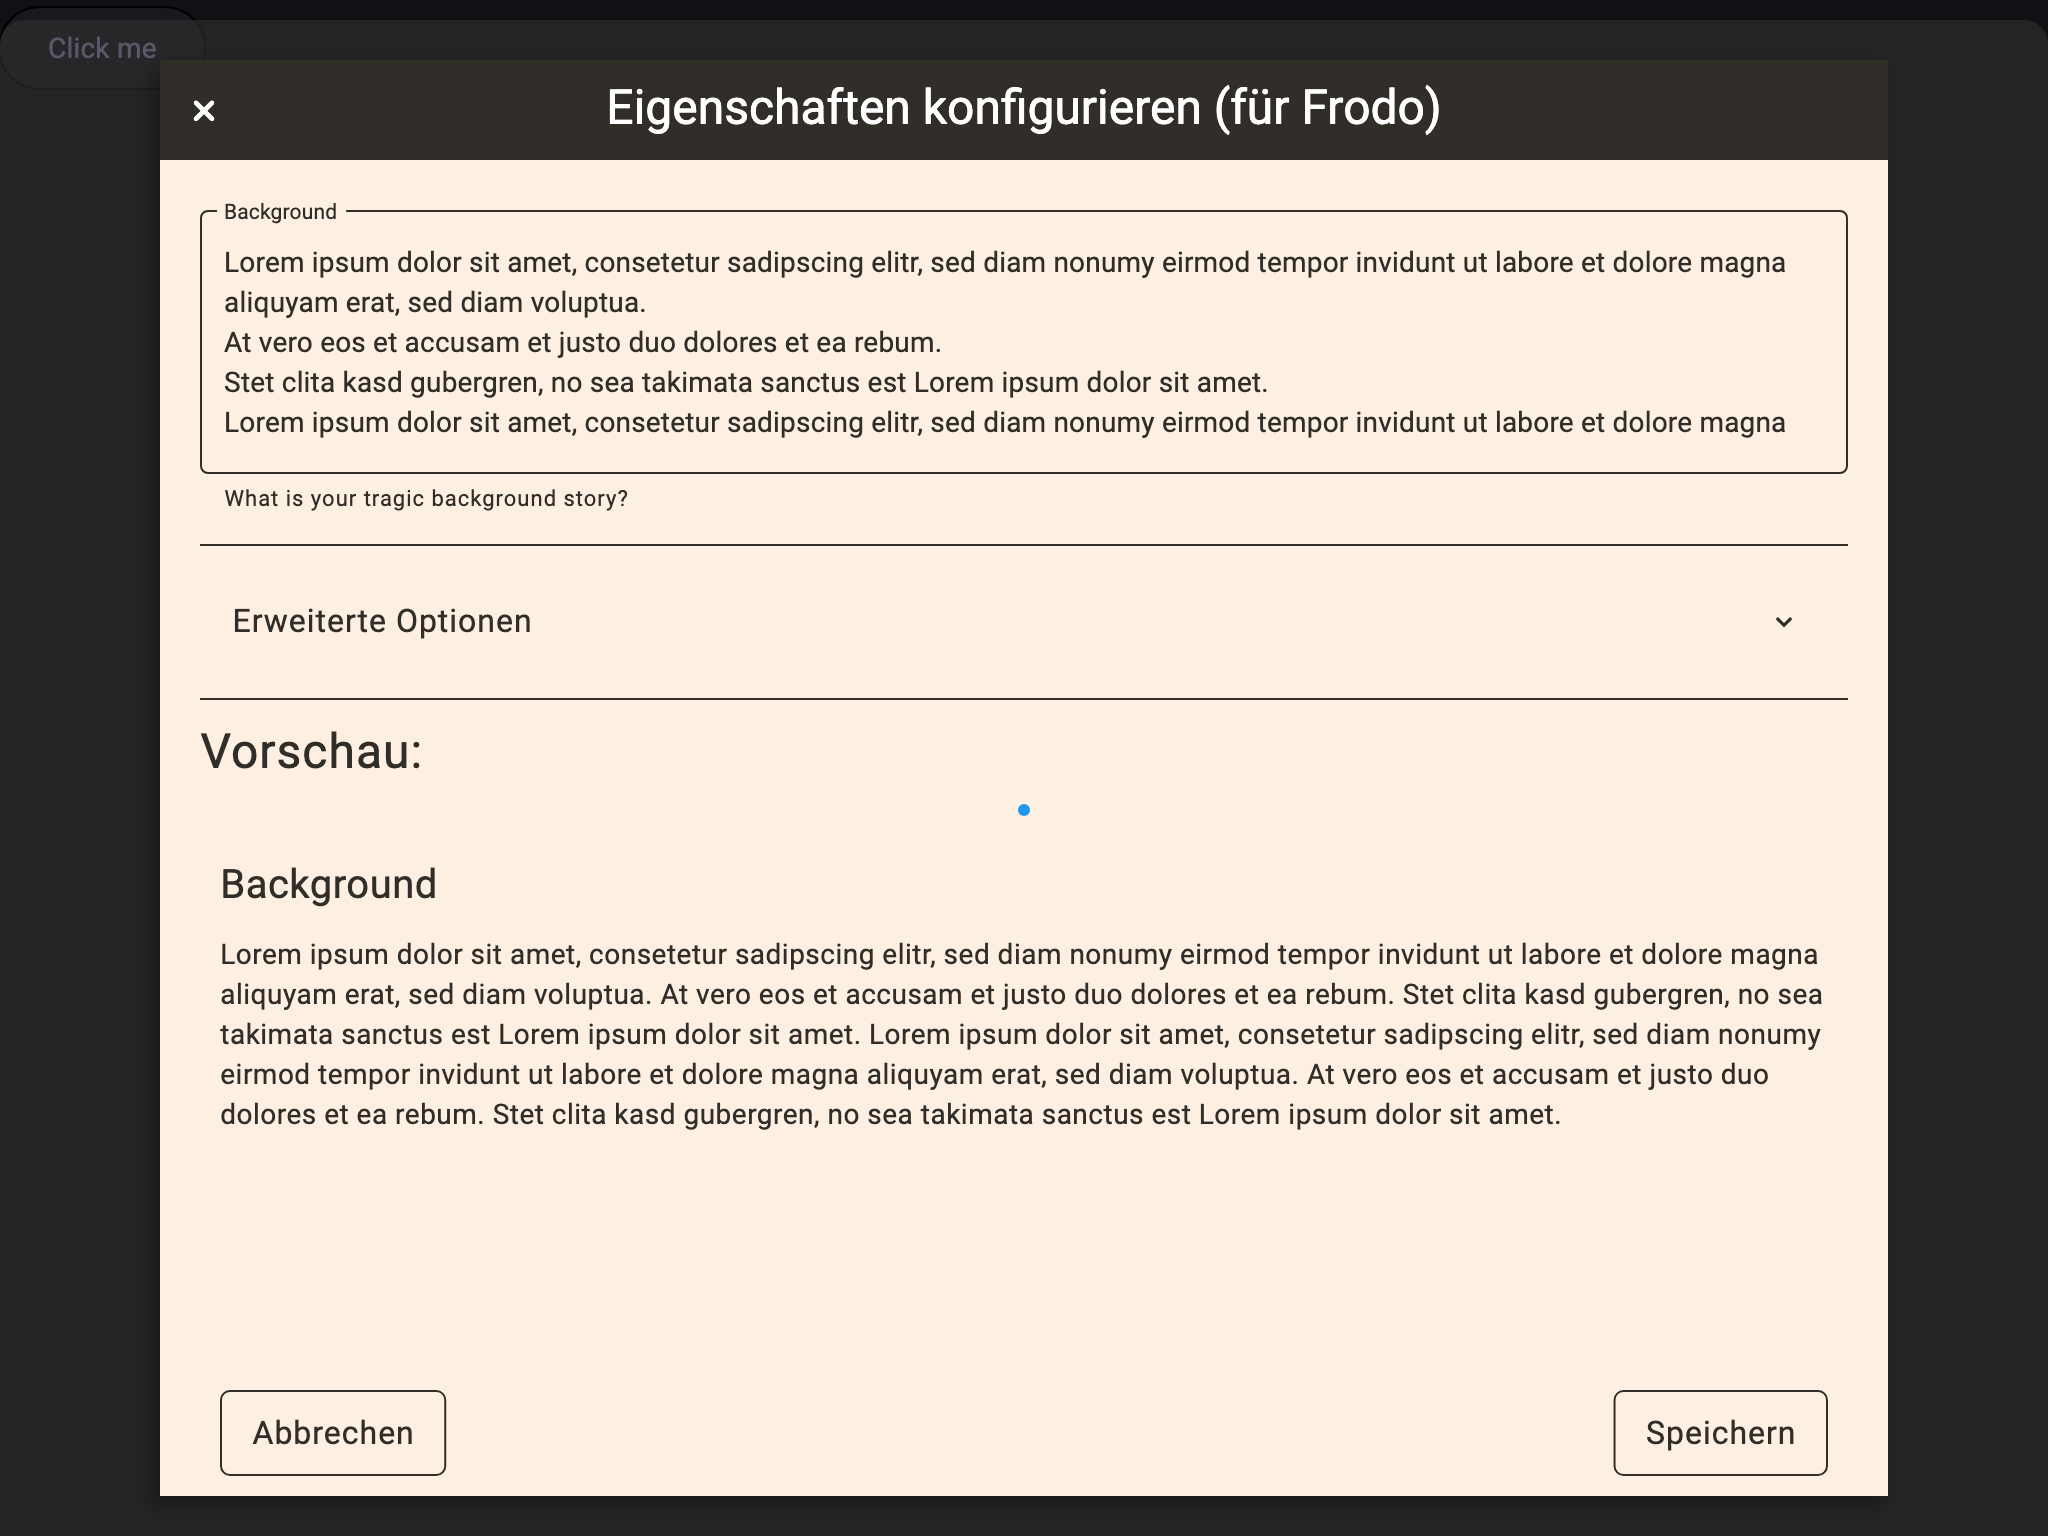 Click me
Eigenschaften konfigurieren (für Frodo)
Background
Lorem ipsum dolor sit amet, consetetur sadipscing elitr, sed diam nonumy eirmod tempor invidunt ut labore et dolore magna
aliquyam erat, sed diam voluptua.
At vero eos et accusam et justo duo dolores et ea rebum.
Stet clita kasd gubergren, no sea takimata sanctus est Lorem ipsum dolor sit amet.
Lorem ipsum dolor sit amet, consetetur sadipscing elitr, sed diam nonumy eirmod tempor invidunt ut labore et dolore magna
What is your tragic background story?
Erweiterte Optionen
Vorschau:
Background
Lorem ipsum dolor sit amet, consetetur sadipscing elitr, sed diam nonumy eirmod tempor invidunt ut labore et dolore magna
aliquyam erat, sed diam voluptua. At vero eos et accusam et justo duo dolores et ea rebum. Stet clita kasd gubergren, no sea
takimata sanctus est Lorem ipsum dolor sit amet. Lorem ipsum dolor sit amet, consetetur sadipscing elitr, sed diam nonumy
eirmod tempor invidunt ut labore et dolore magna aliquyam erat, sed diam voluptua. At vero eos et accusam et justo duo
dolores et ea rebum. Stet clita kasd gubergren, no sea takimata sanctus est Lorem ipsum dolor sit amet.
Abbrechen
Speichern